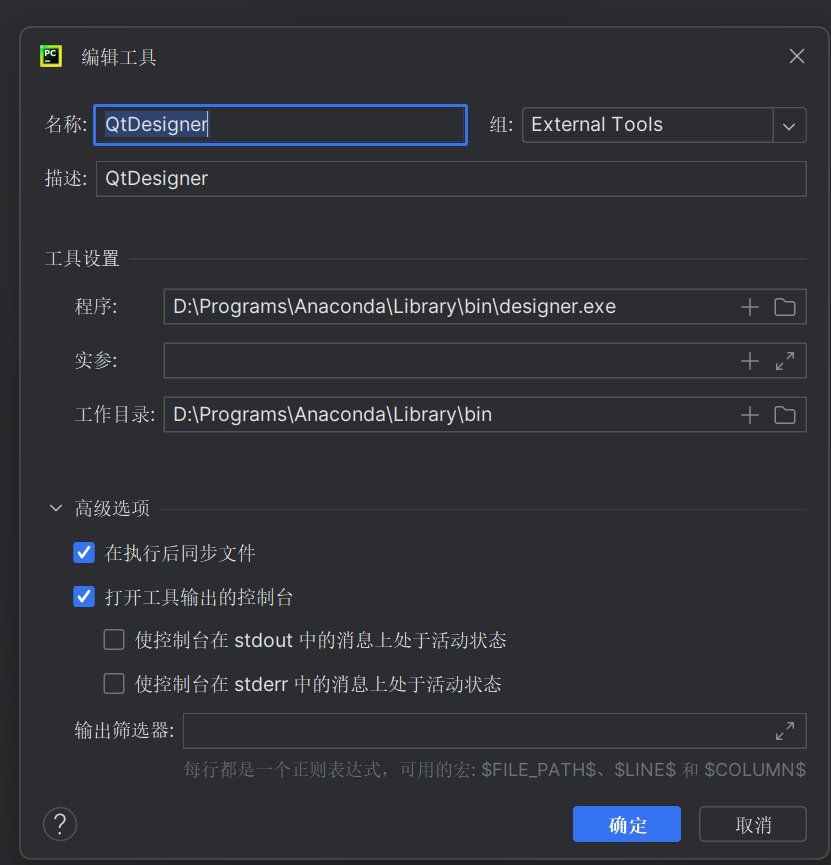 PC 编辑工具
名称: QtDesigner 组: External Tools
描述: QtDesigner
工具设置
程序: D:\Programs\Anaconda\Library\bin\designer.exe
实参:
工作目录: D:\Programs\Anaconda\Library\bin
高级选项
在执行后同步文件
打开工具输出的控制台
使控制台在 stdout 中的消息上处于活动状态
使控制台在 stderr 中的消息上处于活动状态
输出筛选器:
每行都是一个正则表达式，可用的宏: $FILE_PATH$、$LINE$ 和 $COLUMN$
? 确定 取消